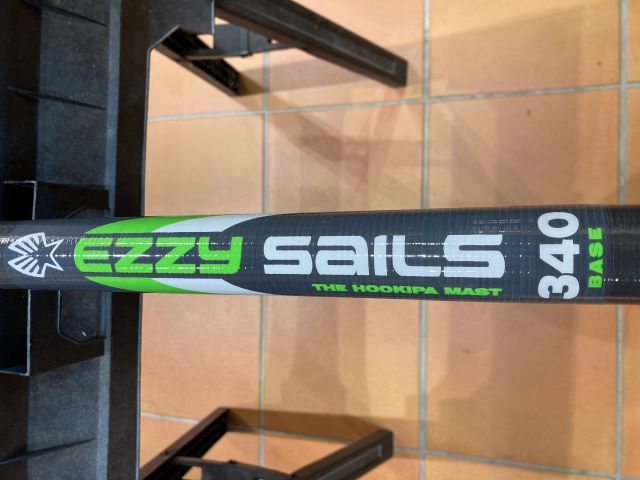 EZZY SAILS
THE HOOKIPA MAST
340
BASE